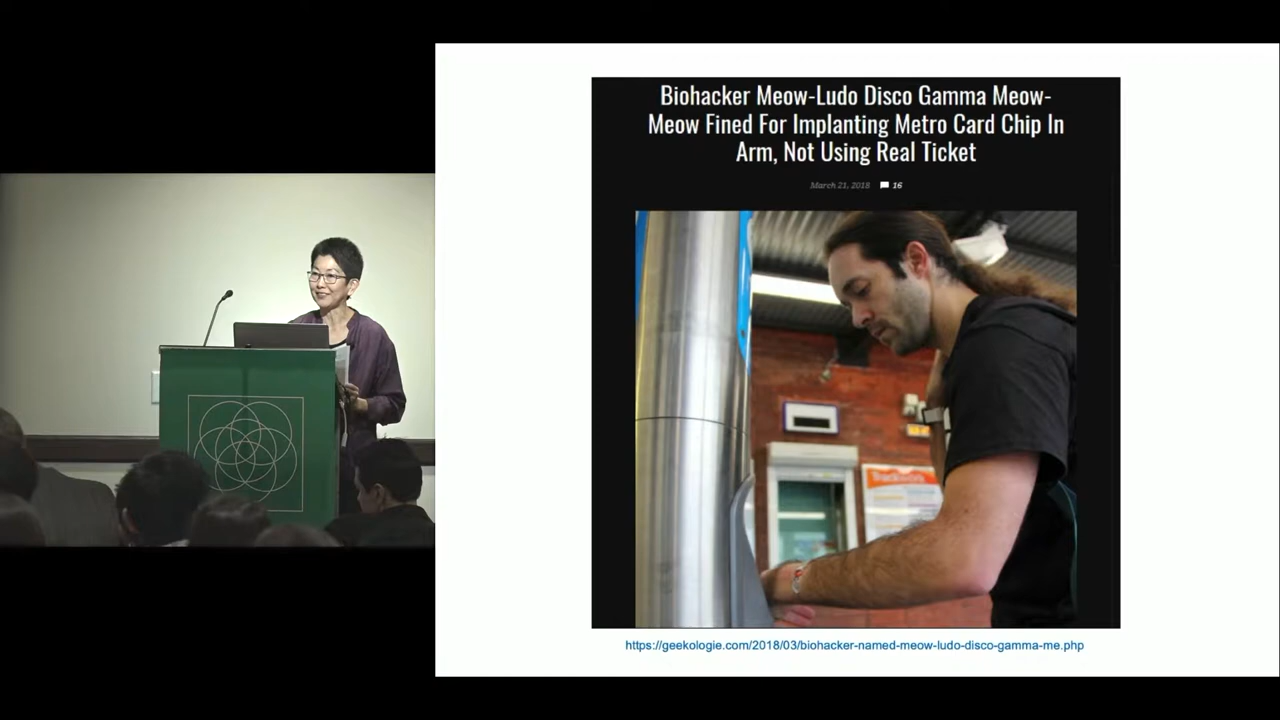 Biohacker Meow-Ludo Disco Gamma Meow-
Meow Fined For Implanting Metro Card Chip In
Arm, Not Using Real Ticket
March 21, 2018 16
https://geekologie.com/2018/03/biohacker-named-meow-ludo-disco-gamma-me.php